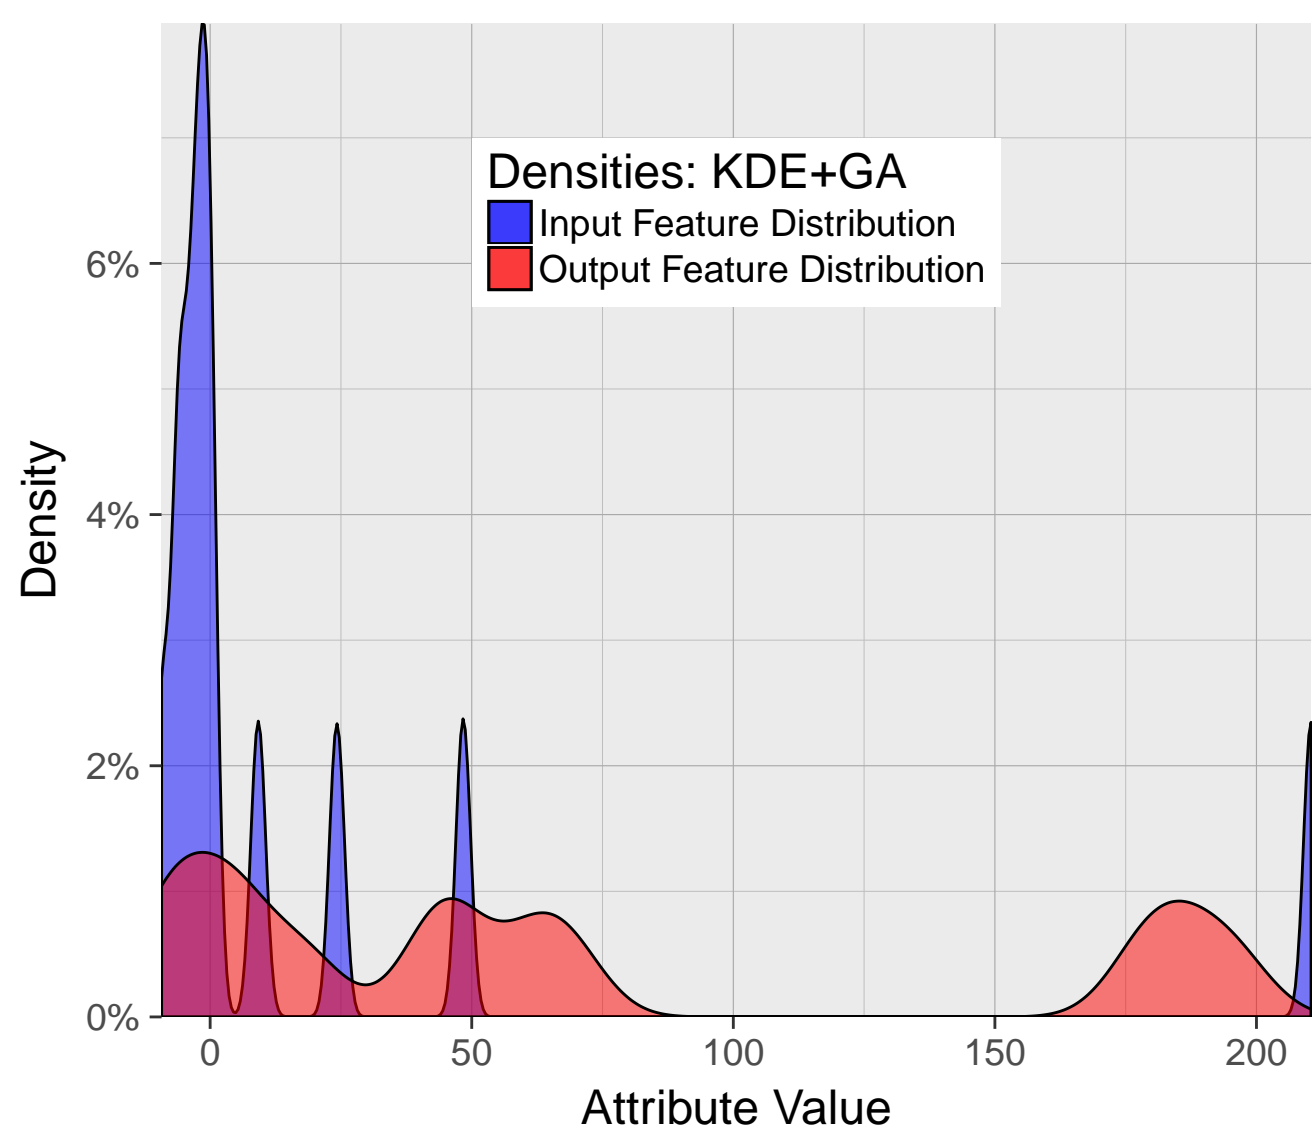 Densities: KDE+GA
Input Feature Distribution
Output Feature Distribution
Density
6%
4%
2%
0%
0
50
100
150
200
Attribute Value